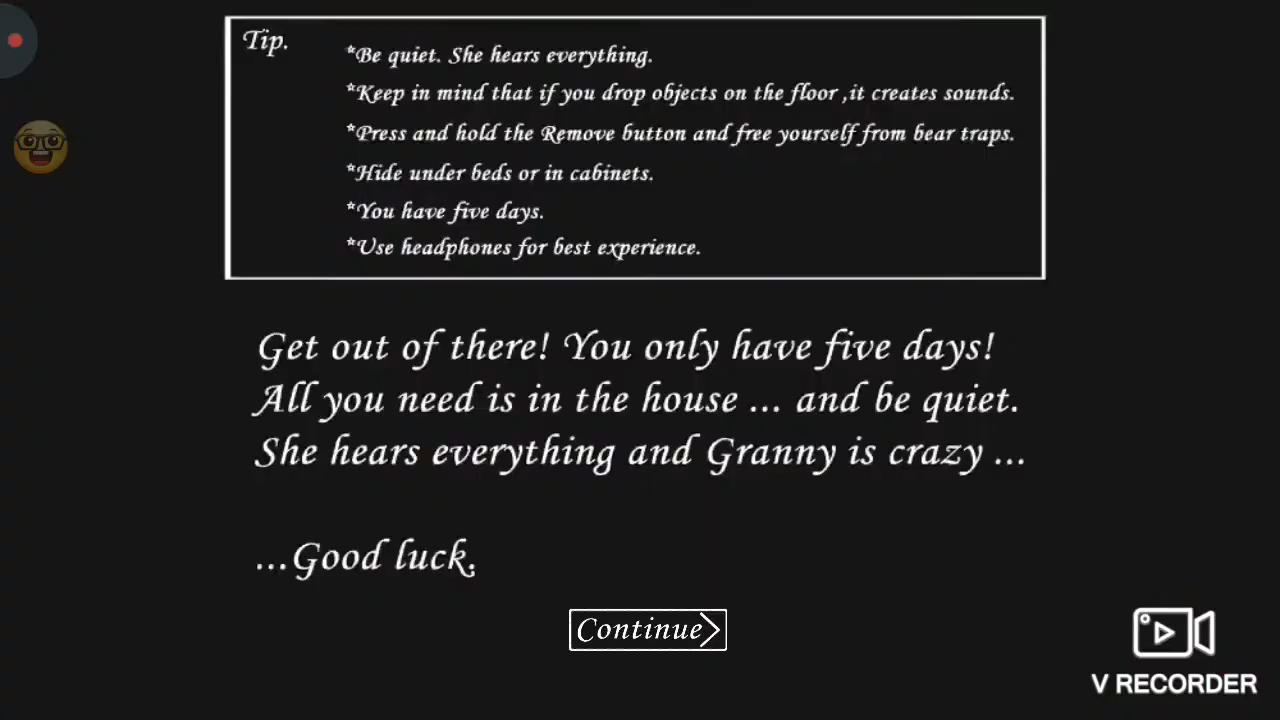 Tip.
*Be quiet. She hears everything.
*Keep in mind that if you drop objects on the floor ,it creates sounds.
*Press and hold the Remove button and free yourself from bear traps.
*Hide under beds or in cabinets.
*You have five days.
*Use headphones for best experience.
Get out of there! You only have five days!
All you need is in the house ... and be quiet.
She hears everything and Granny is crazy ...
...Good luck.
Continue
V RECORDER